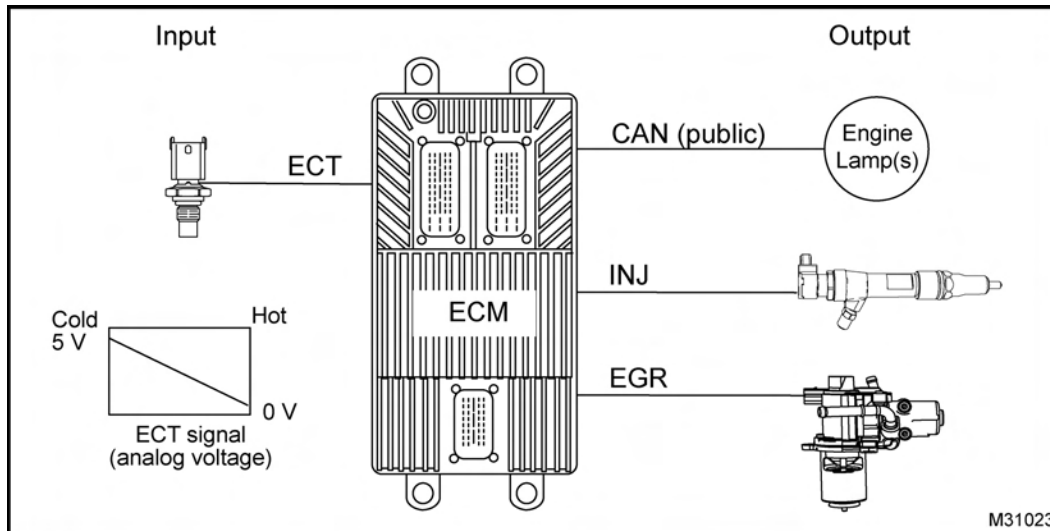 Input
Output
ECT
CAN (public)
Engine
Lamp(s)
INJ
ECM
EGR
Cold
5 V
Hot
0 V
ECT signal
(analog voltage)
M31023